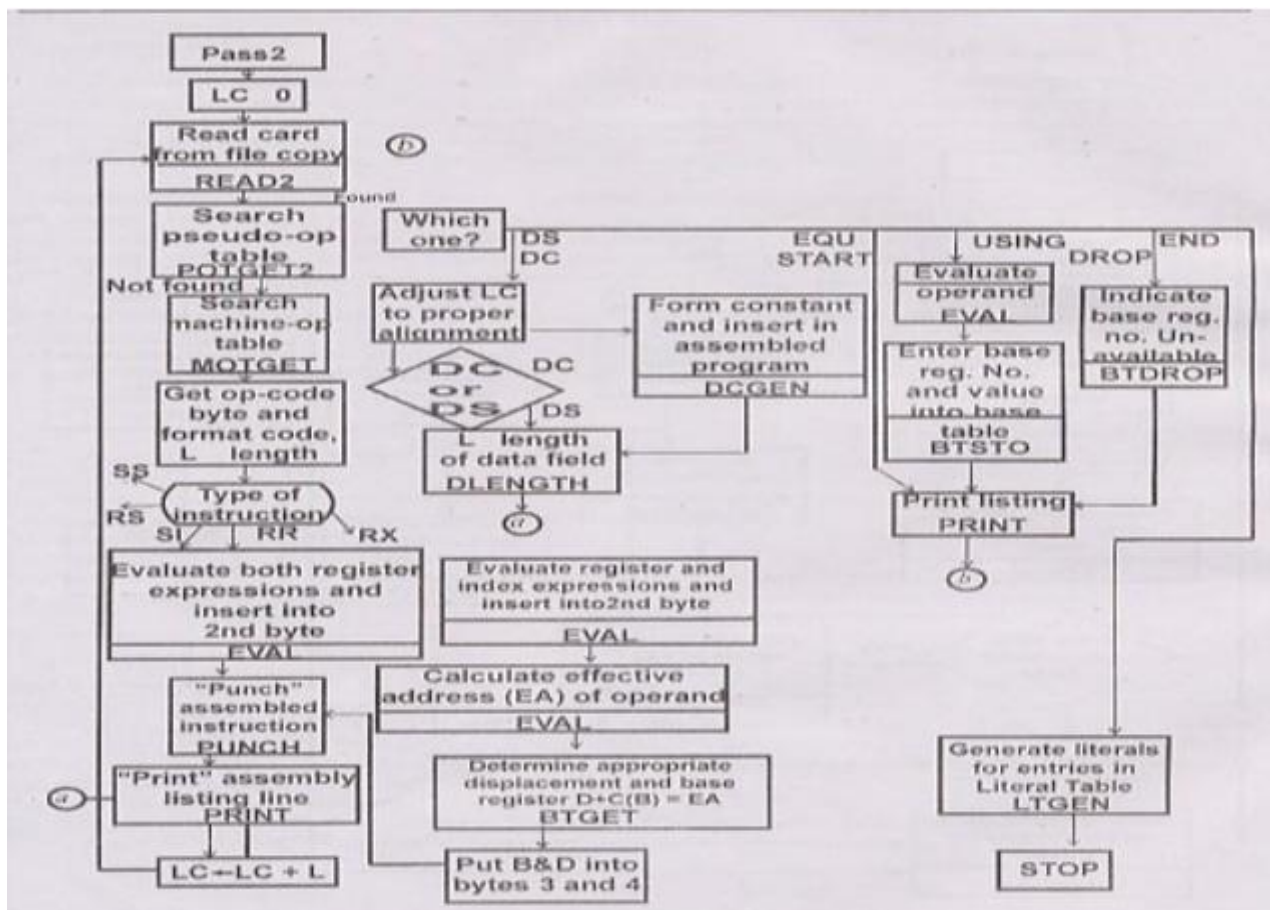 Pass2
LC 0
Read card
from file copy
READ2
b
Found
Search
pseudo-op
table
POTGET2
Not found
Search
machine-op
table
MOTGET
Get op-code
byte and
format code,
L length
SS
Type of
instruction
RS
SI
RR
RX
Evaluate both register
expressions and
insert into
2nd byte
EVAL
"Punch"
assembled
instruction
PUNCH
"Print" assembly
listing line
PRINT
a
LC←LC + L
Which
one?
DS
DC
Adjust LC
to proper
alignment
DC
or
DS
DC
DS
L length
of data field
DLENGTH
a
Form constant
and insert in
assembled
program
DCGEN
Evaluate register and
index expressions and
insert into2nd byte
EVAL
Calculate effective
address (EA) of operand
EVAL
Determine appropriate
displacement and base
register D+C(B) = EA
BTGET
Put B&D into
bytes 3 and 4
EQU
START
USING
Evaluate
operand
EVAL
Enter base
reg. No.
and value
into base
table
BTSTO
DROP
Indicate
base reg.
no. Un-
available
BTDROP
Print listing
PRINT
b
END
Generate literals
for entries in
Literal Table
LTGEN
STOP